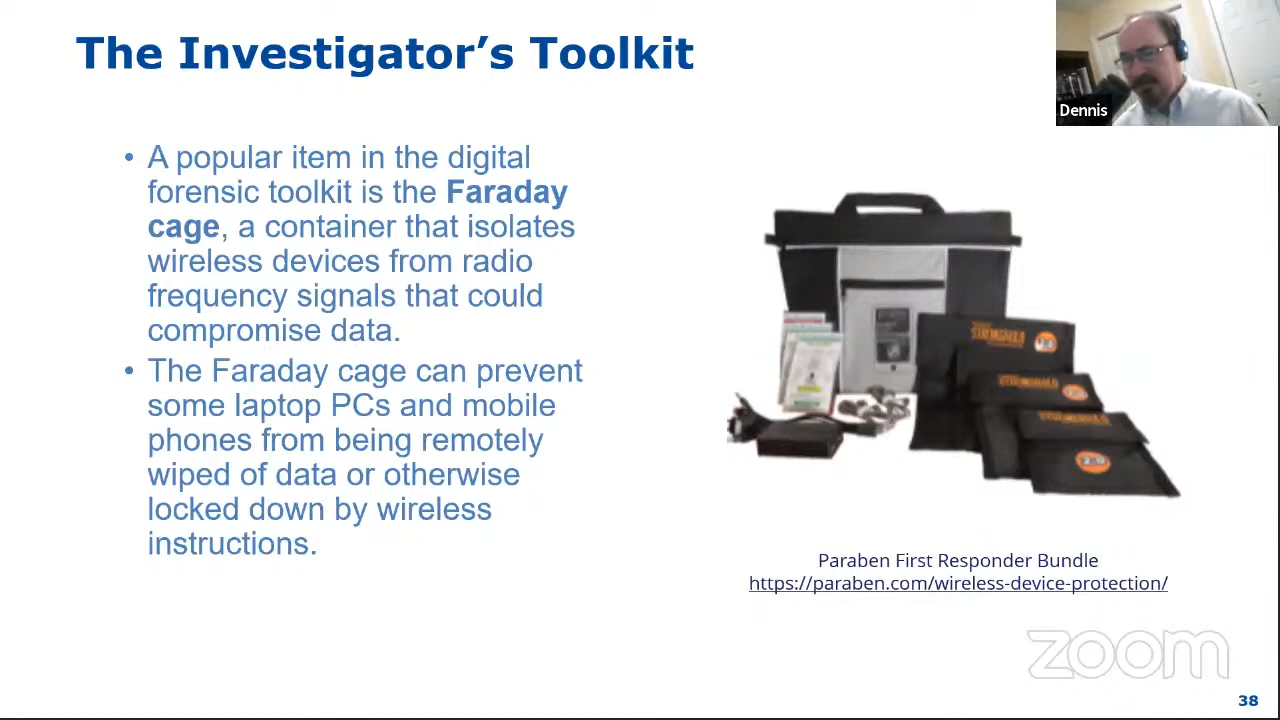 The Investigator's Toolkit
Dennis
• A popular item in the digital
forensic toolkit is the Faraday
cage, a container that isolates
wireless devices from radio
frequency signals that could
compromise data.
• The Faraday cage can prevent
some laptop PCs and mobile
phones from being remotely
wiped of data or otherwise
locked down by wireless
instructions.
STRONGHOLD
STRONGHOLD
STRONGHOLD
Paraben First Responder Bundle
https://paraben.com/wireless-device-protection/
zoom
38